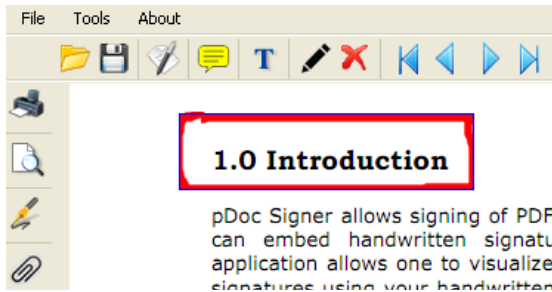 File Tools About
T
1.0 Introduction
pDoc Signer allows signing of PDF
can embed handwritten signatu
application allows one to visualize
signatures using your handwritten